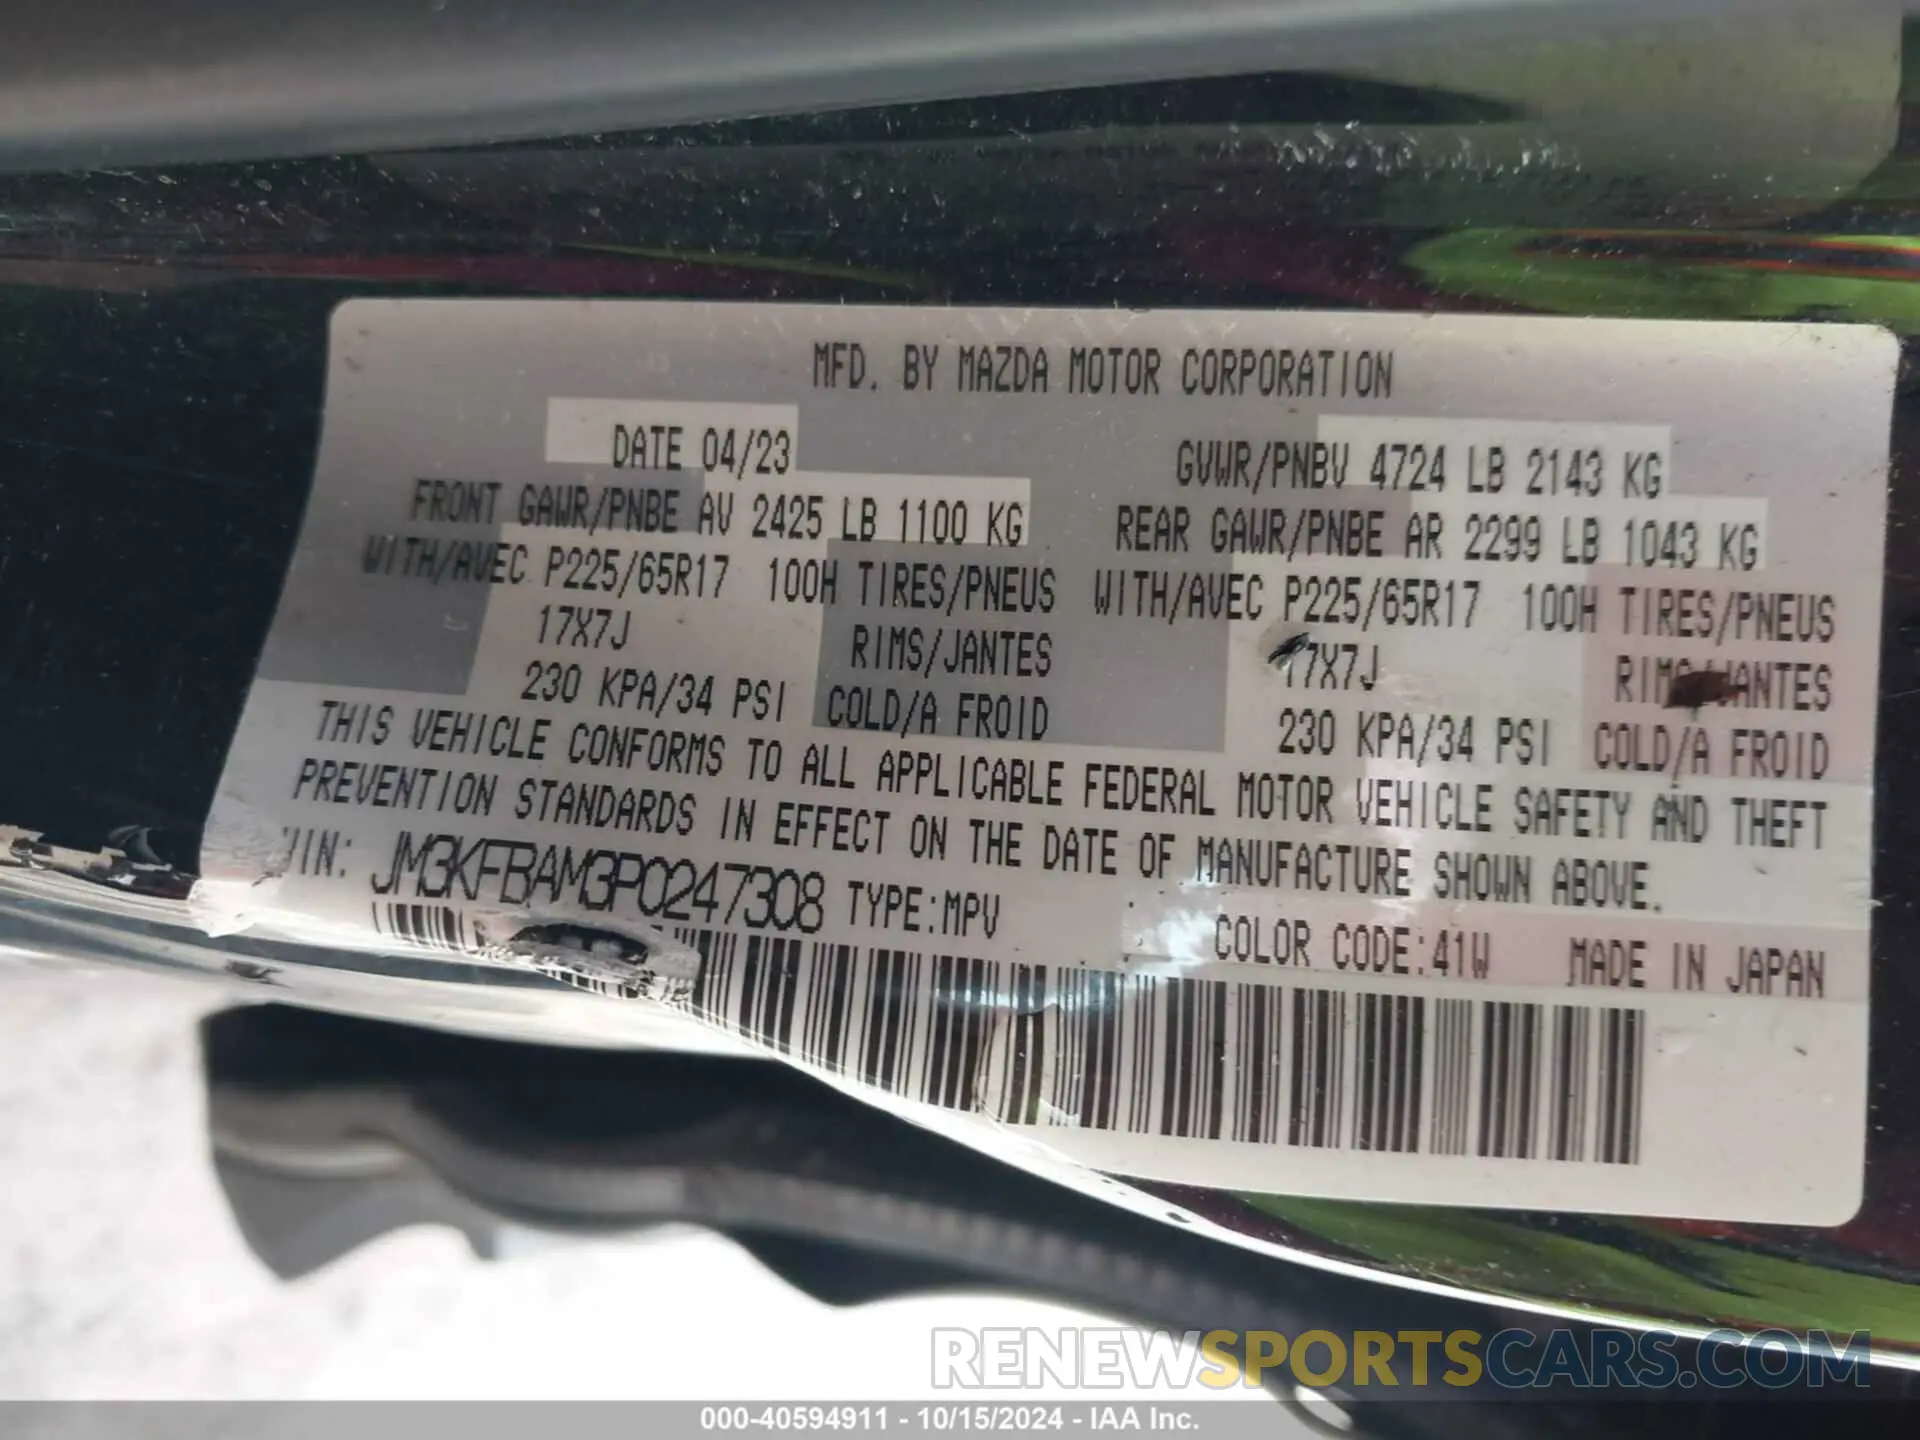 MFD. BY MAZDA MOTOR CORPORATION
DATE 04/23 GVWR/PNBV 4724 LB 2143 KG
FRONT GAWR/PNBE AV 2425 LB 1100 KG REAR GAWR/PNBE AR 2299 LB 1043 KG
WITH/AVEC P225/65R17 100H TIRES/PNEUS WITH/AVEC P225/65R17 100H TIRES/PNEUS
17X7J RIMS/JANTES 17X7J RIMS/JANTES
230 KPA/34 PSI COLD/A FROID 230 KPA/34 PSI COLD/A FROID
THIS VEHICLE CONFORMS TO ALL APPLICABLE FEDERAL MOTOR VEHICLE SAFETY AND THEFT
PREVENTION STANDARDS IN EFFECT ON THE DATE OF MANUFACTURE SHOWN ABOVE.
VIN: JM3KFBAM3P0247308 TYPE:MPV
COLOR CODE:41W MADE IN JAPAN
RENEWSPORTSCARS.COM
000-40594911 - 10/15/2024 - IAA Inc.